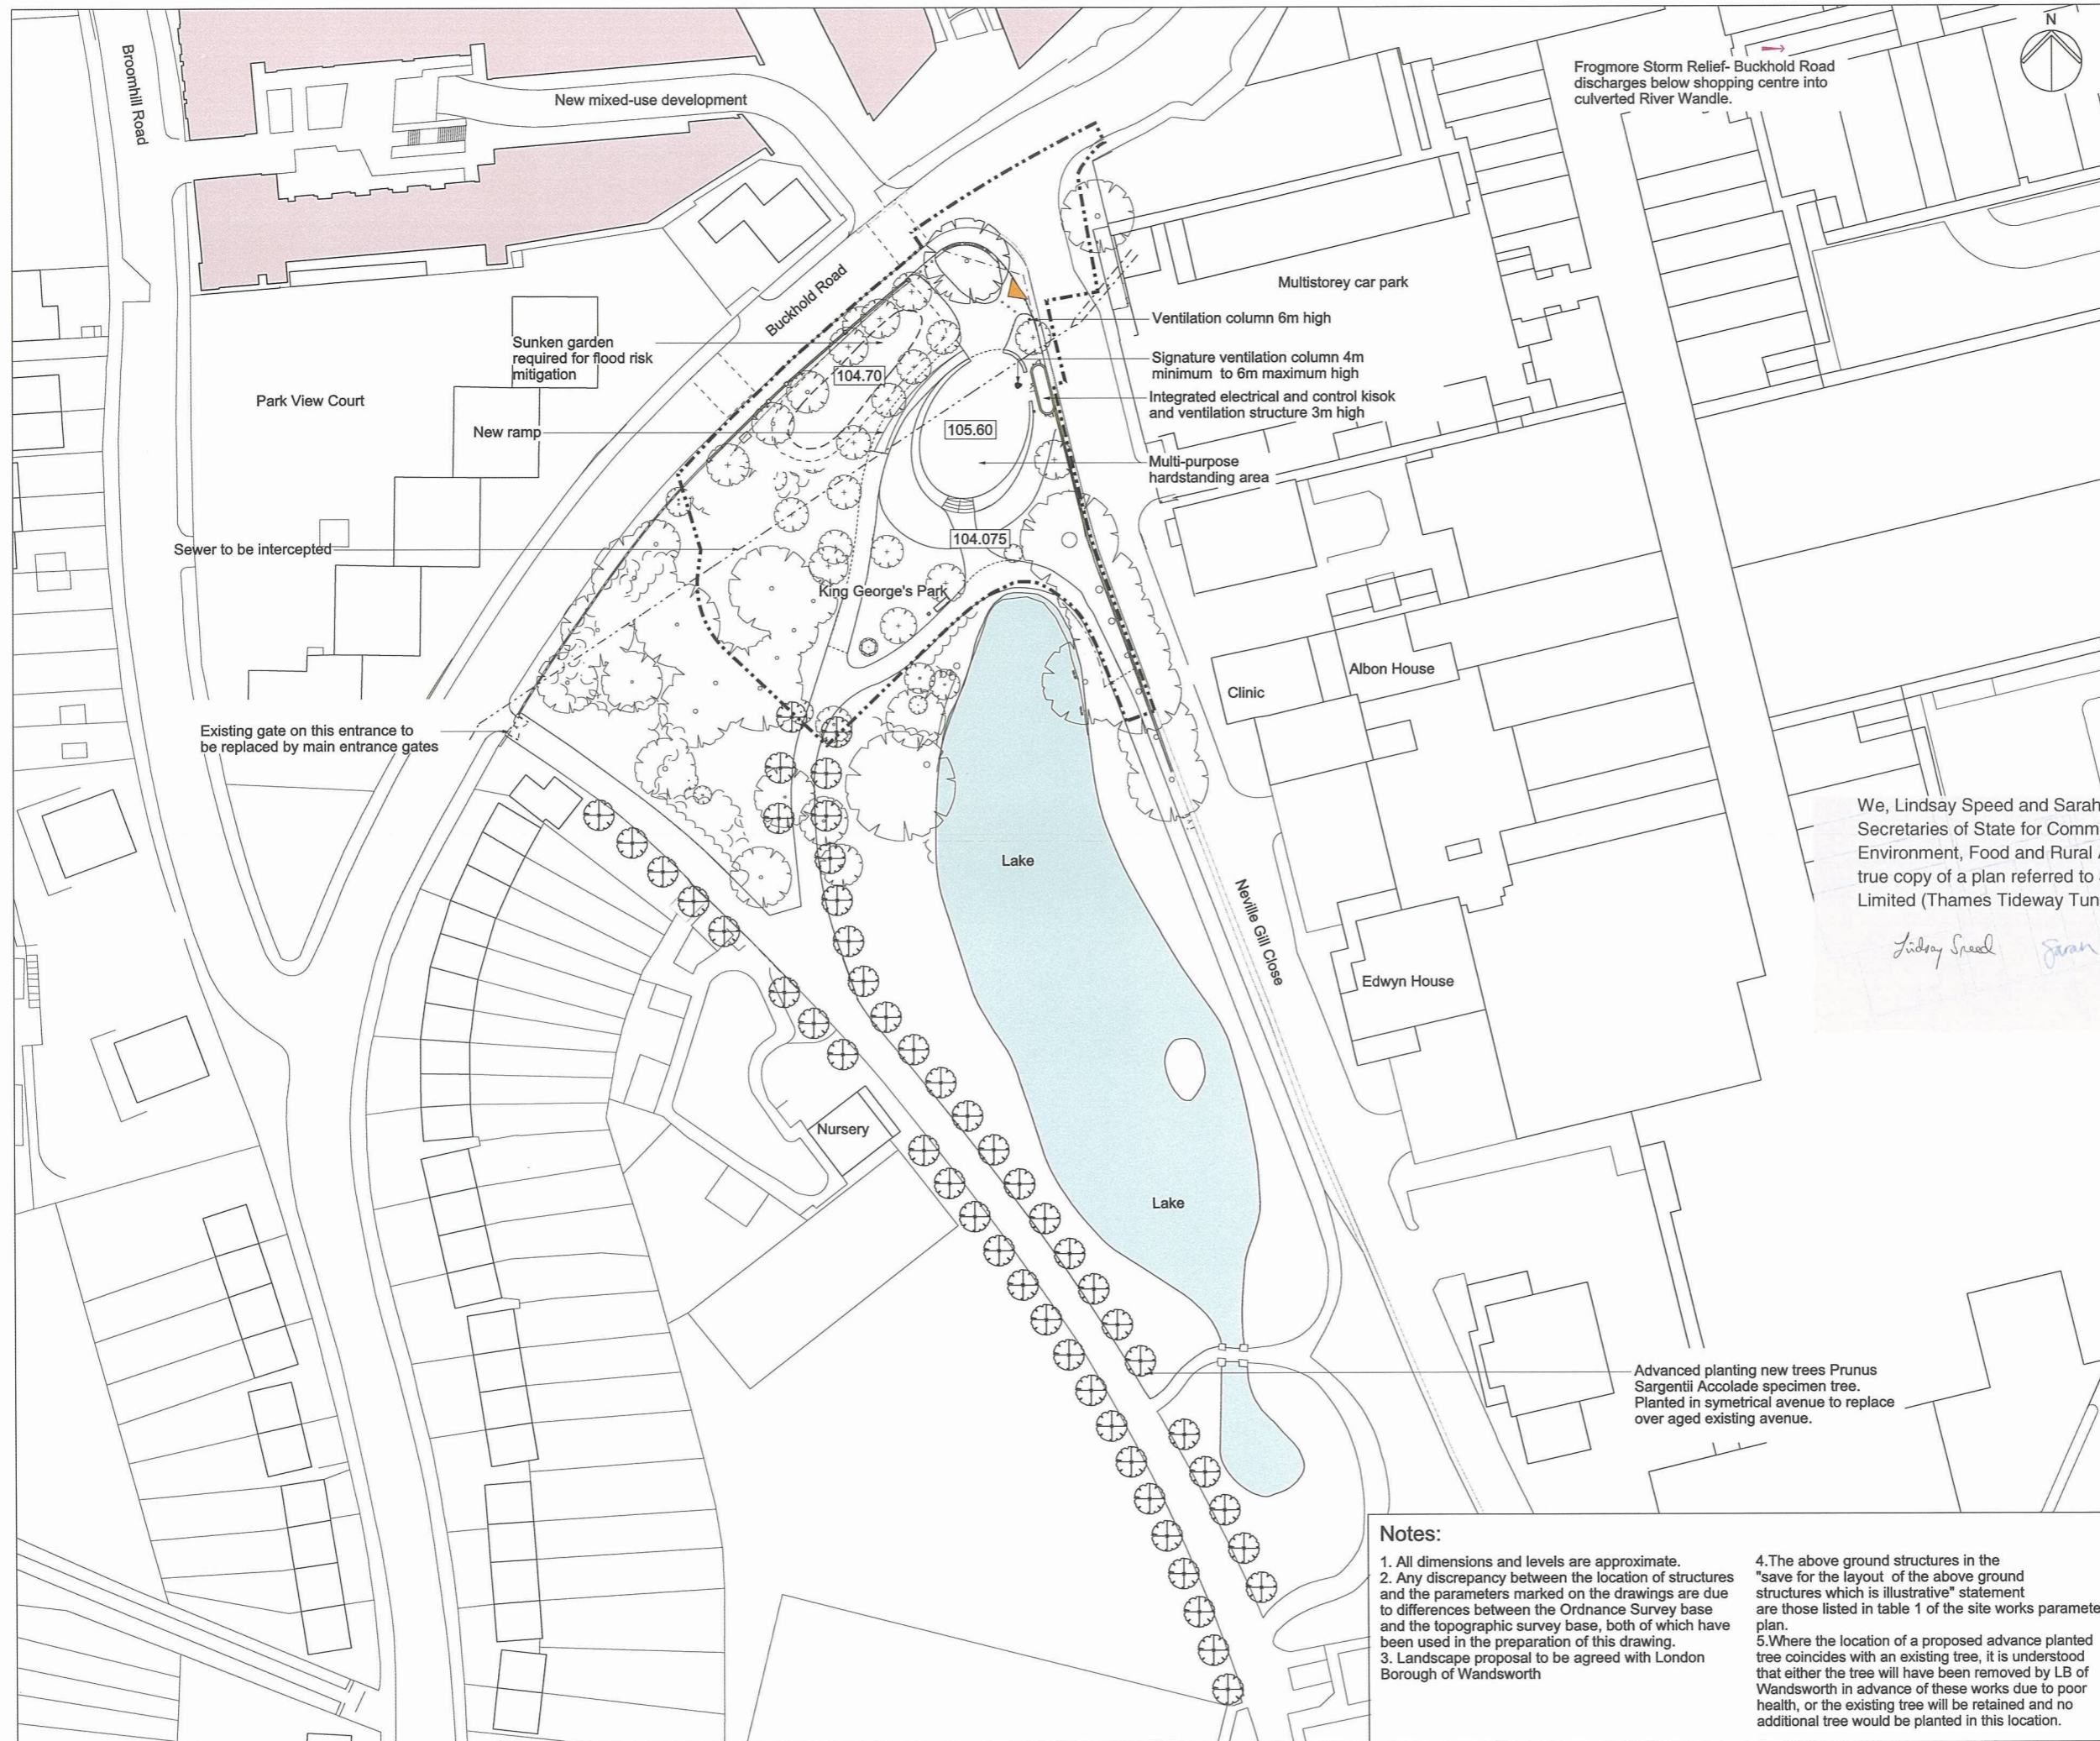 N
Broomhill Road
New mixed-use development
Frogmore Storm Relief- Buckhold Road
discharges below shopping centre into
culverted River Wandle.
Buckhold Road
Multistorey car park
Ventilation column 6m high
Sunken garden
required for flood risk
mitigation
Signature ventilation column 4m
minimum to 6m maximum high
104.70
Park View Court
Integrated electrical and control kisok
and ventilation structure 3m high
New ramp
105.60
Multi-purpose
hardstanding area
104.075
Sewer to be intercepted
King George's Park
Albon House
Clinic
Existing gate on this entrance to
be replaced by main entrance gates
We, Lindsay Speed and Sarah
Secretaries of State for Comm
Environment, Food and Rural
true copy of a plan referred to
Limited (Thames Tideway Tun
Lindsay Speed Sarah
Lake
Neville Gill Close
Edwyn House
Nursery
Lake
Advanced planting new trees Prunus
Sargentii Accolade specimen tree.
Planted in symetrical avenue to replace
over aged existing avenue.
Notes:
1. All dimensions and levels are approximate.
2. Any discrepancy between the location of structures
and the parameters marked on the drawings are due
to differences between the Ordnance Survey base
and the topographic survey base, both of which have
been used in the preparation of this drawing.
3. Landscape proposal to be agreed with London
Borough of Wandsworth
4.The above ground structures in the
"save for the layout of the above ground
structures which is illustrative" statement
are those listed in table 1 of the site works paramete
plan.
5.Where the location of a proposed advance planted
tree coincides with an existing tree, it is understood
that either the tree will have been removed by LB of
Wandsworth in advance of these works due to poor
health, or the existing tree will be retained and no
additional tree would be planted in this location.